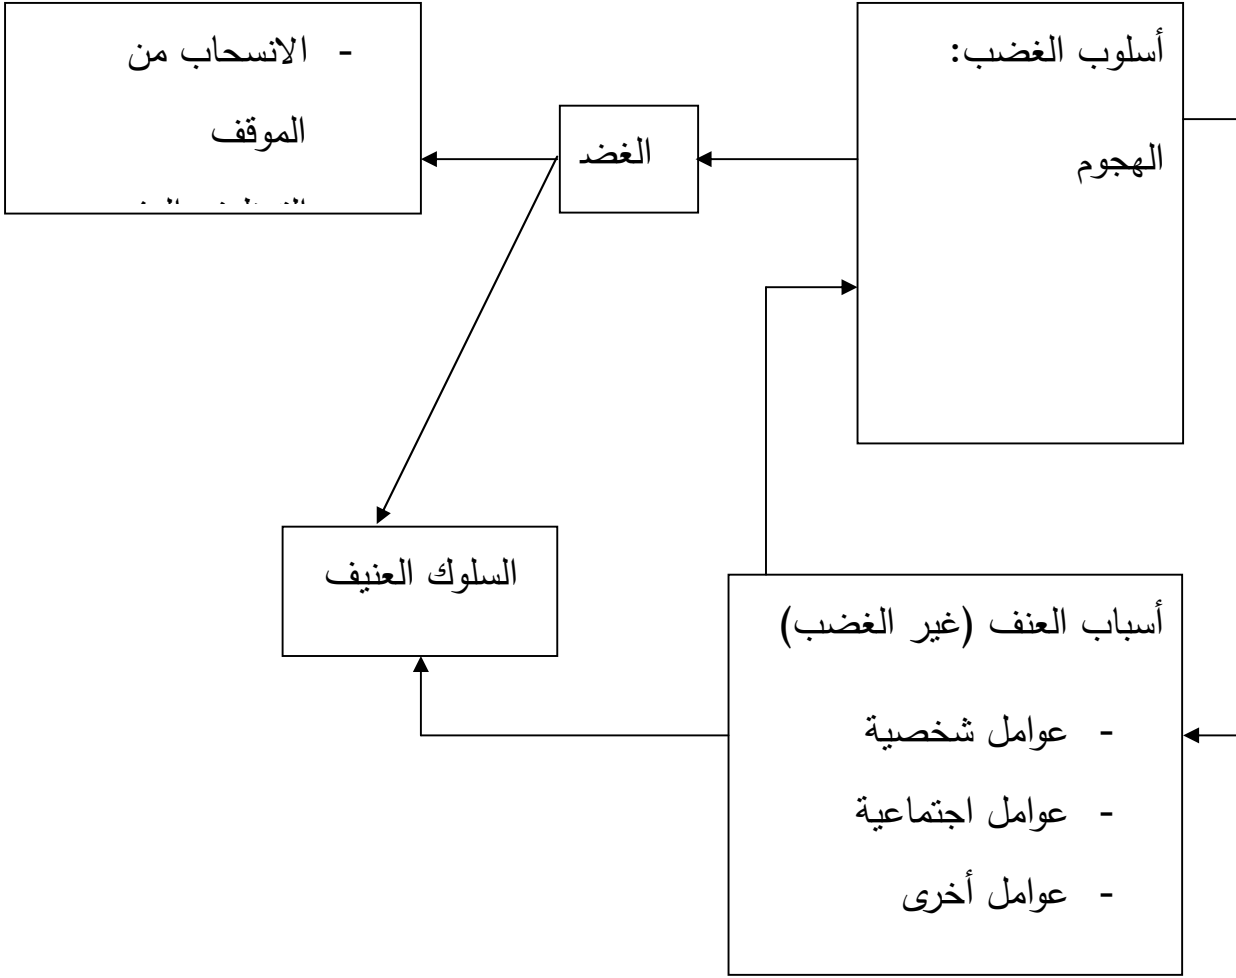 أسلوب الغضب:
الهجوم
الغضد
- الانسحاب من
الموقف
السلوك العنيف
أسباب العنف (غير الغضب)
- عوامل شخصية
- عوامل اجتماعية
- عوامل أخرى